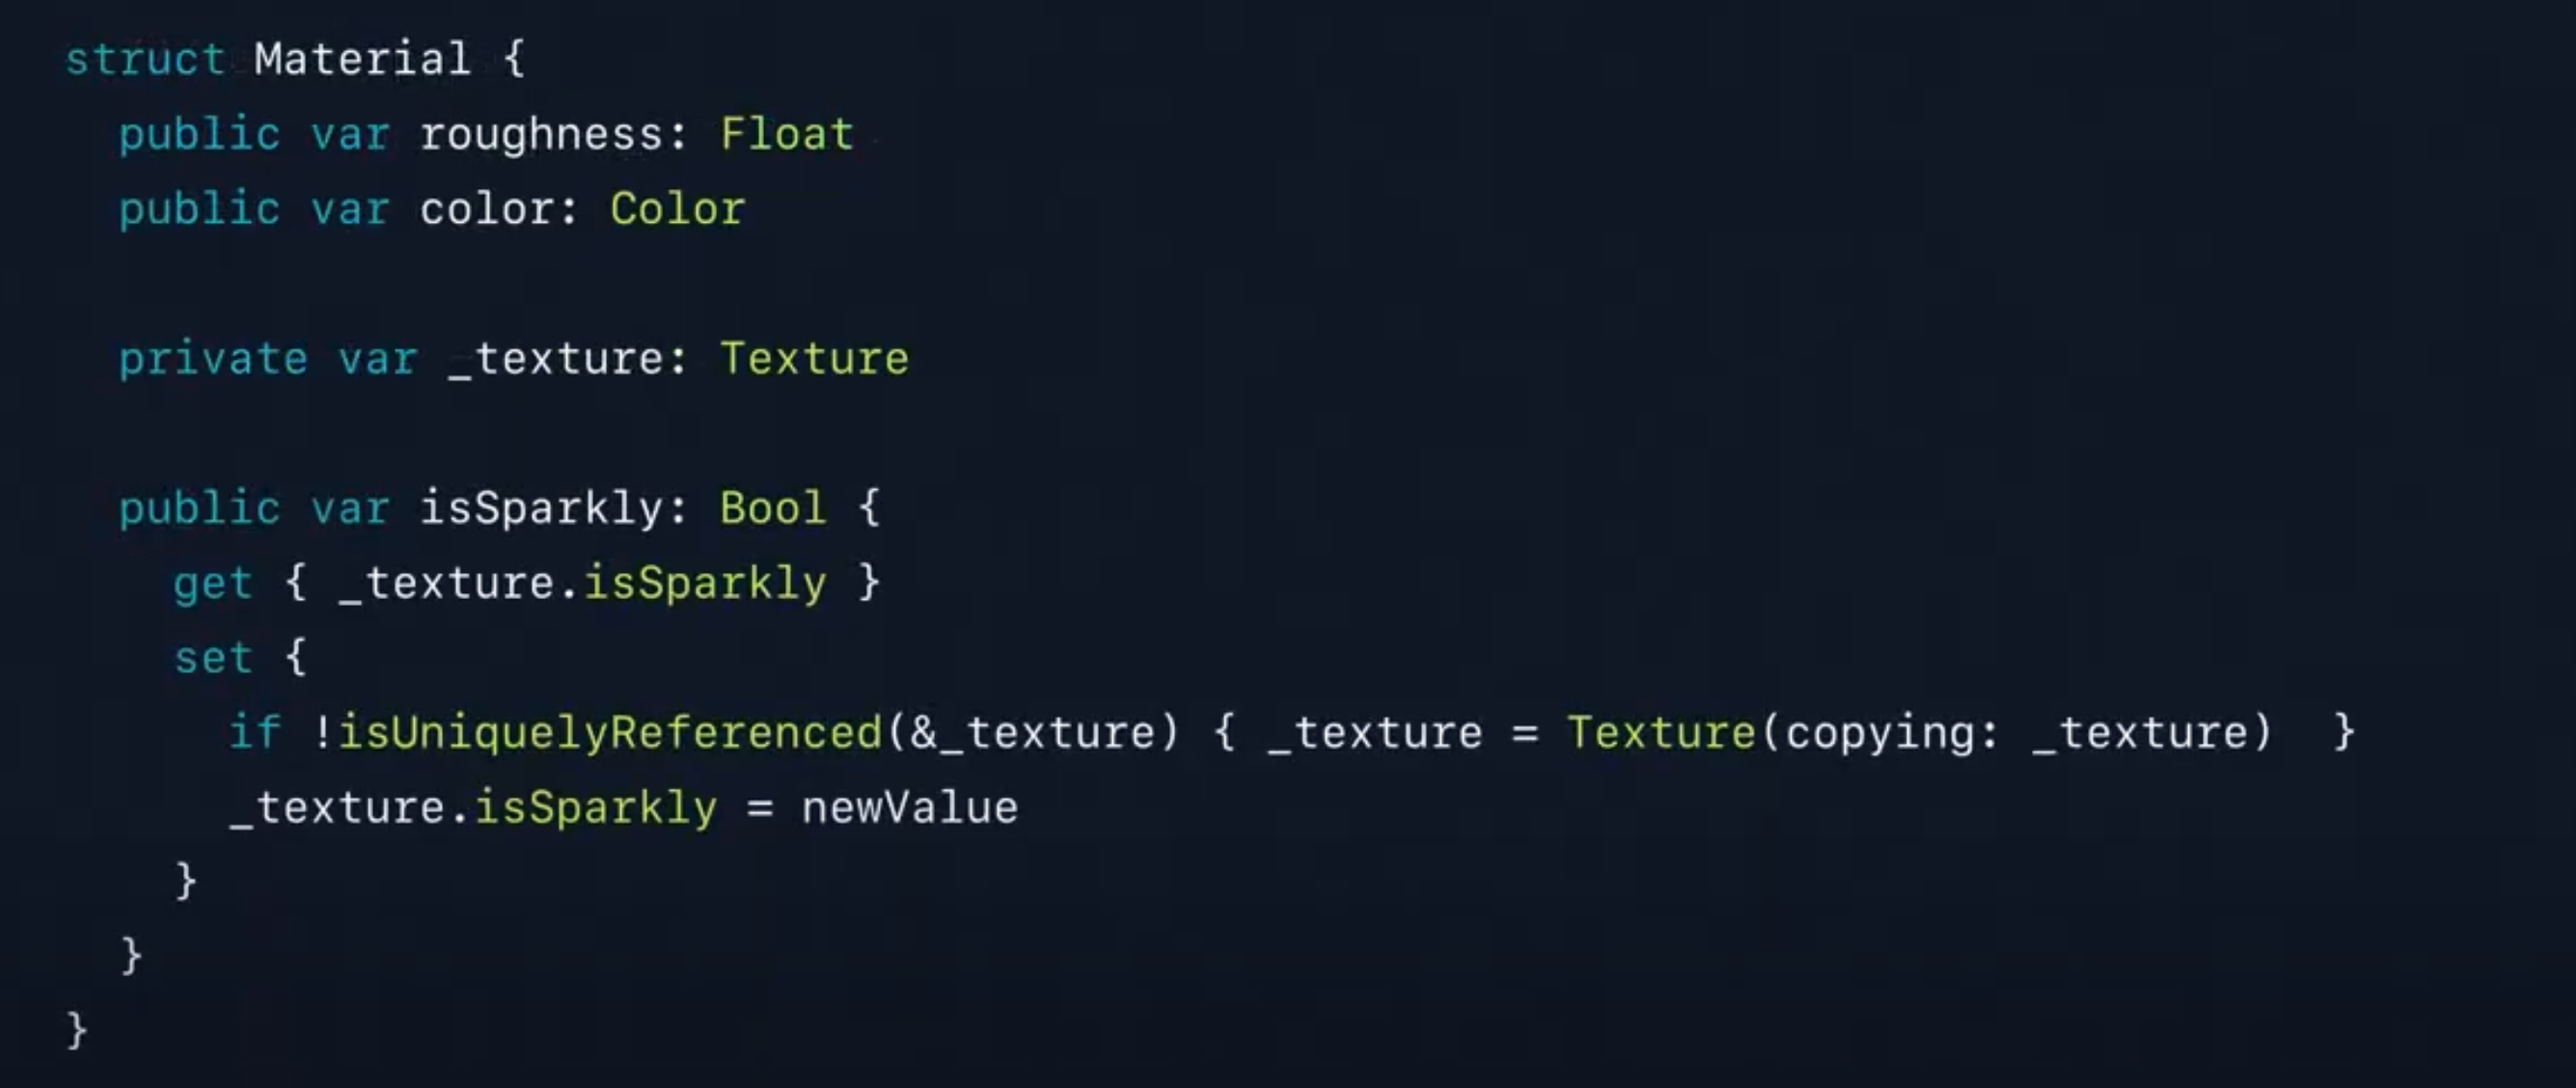 struct Material {
  public var roughness: Float
  public var color: Color

  private var _texture: Texture

  public var isSparkly: Bool {
    get { _texture.isSparkly }
    set {
      if !isUniquelyReferenced(&_texture) { _texture = Texture(copying: _texture)  }
      _texture.isSparkly = newValue
    }
  }
}